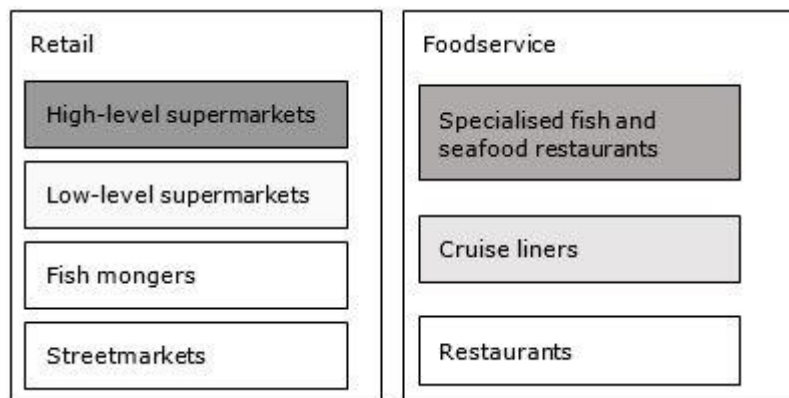 Retail
High-level supermarkets
Low-level supermarkets
Fish mongers
Streetmarkets
Foodservice
Specialised fish and
seafood restaurants
Cruise liners
Restaurants